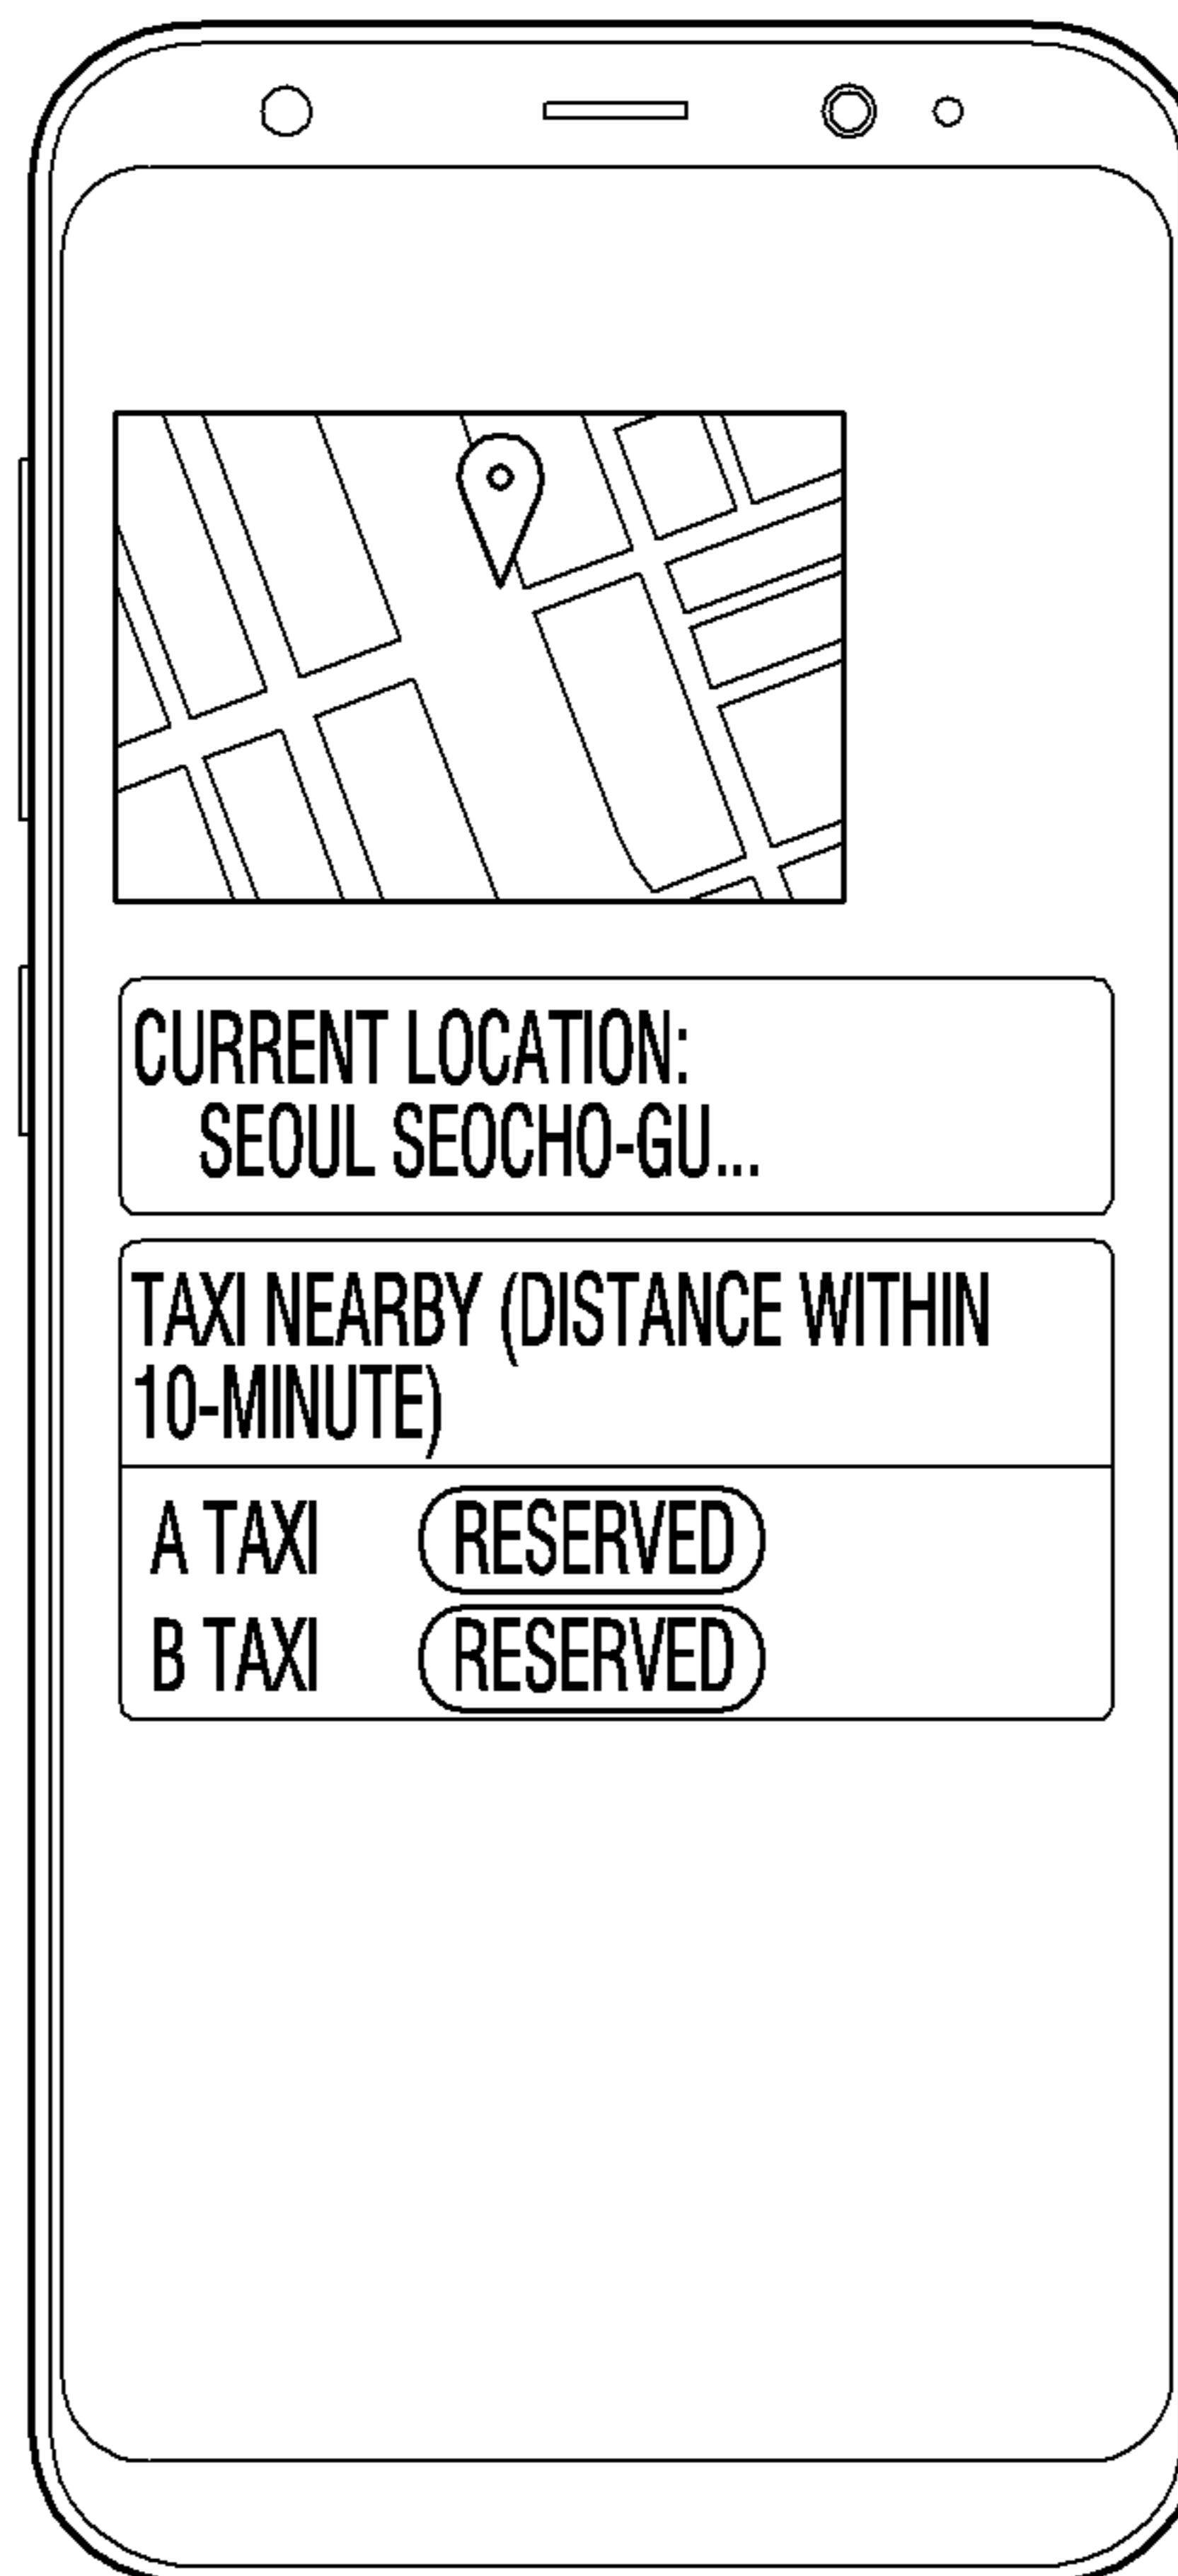 CURRENT LOCATION:
SEOUL SEOCHO-GU...
TAXI NEARBY (DISTANCE WITHIN
10-MINUTE)
A TAXI RESERVED
B TAXI RESERVED